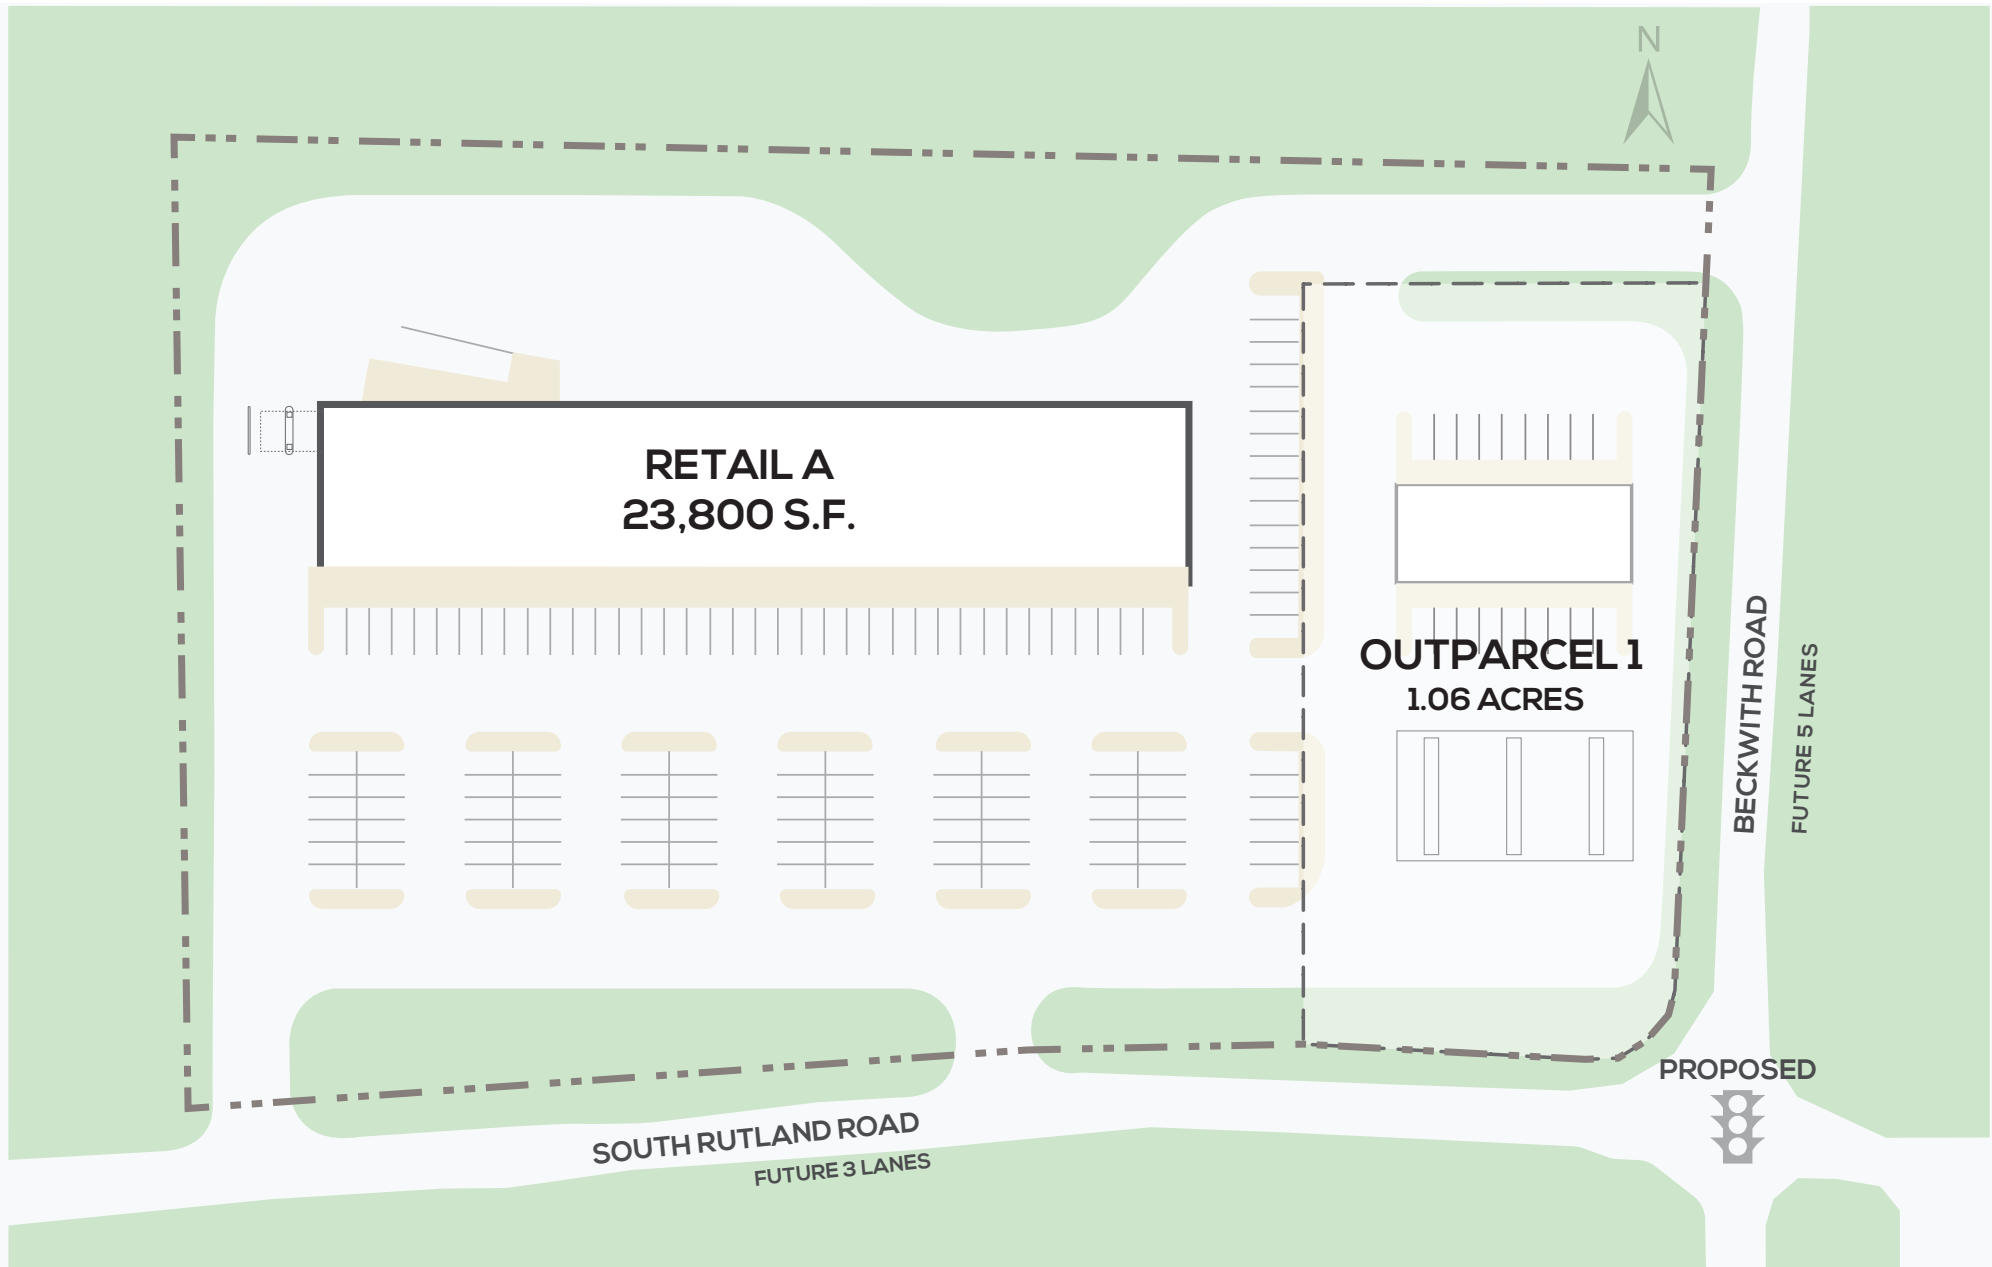 N
RETAIL A
23,800 S.F.
OUTPARCEL 1
1.06 ACRES
BECKWITH ROAD
FUTURE 5 LANES
PROPOSED
SOUTH RUTLAND ROAD
FUTURE 3 LANES